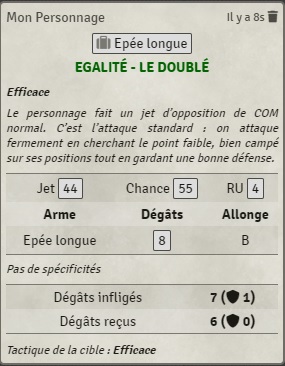 Mon Personnage Il y a 8s
Epée longue
EGALITÉ - LE DOUBLÉ
Efficace
Le personnage fait un jet d'opposition de COM
normal. C'est l'attaque standard : on attaque
fermement en cherchant le point faible, bien campé
sur ses positions tout en gardant une bonne défense.
Jet 44 Chance 55 RU 4
Arme Dégâts Allonge
Epée longue 8 B
Pas de spécificités
Dégâts infligés 7 ( 1)
Dégâts reçus 6 ( 0)
Tactique de la cible : Efficace